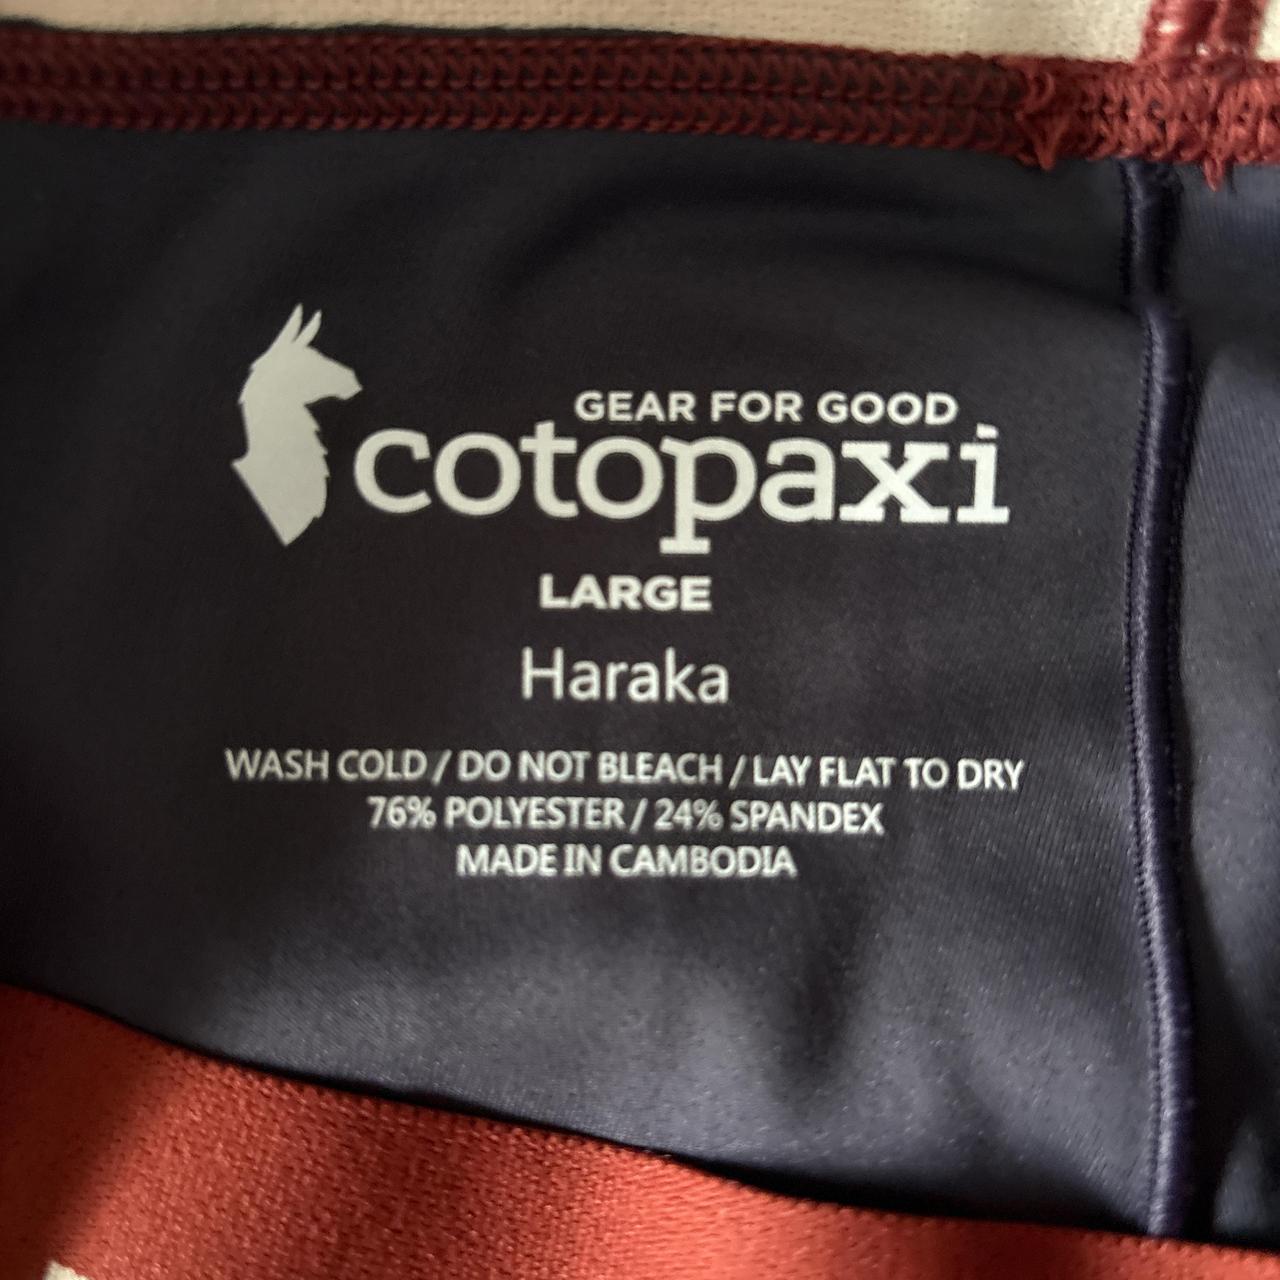 GEAR FOR GOOD
cotopaxi
LARGE
Haraka
WASH COLD / DO NOT BLEACH / LAY FLAT TO DRY
76% POLYESTER / 24% SPANDEX
MADE IN CAMBODIA